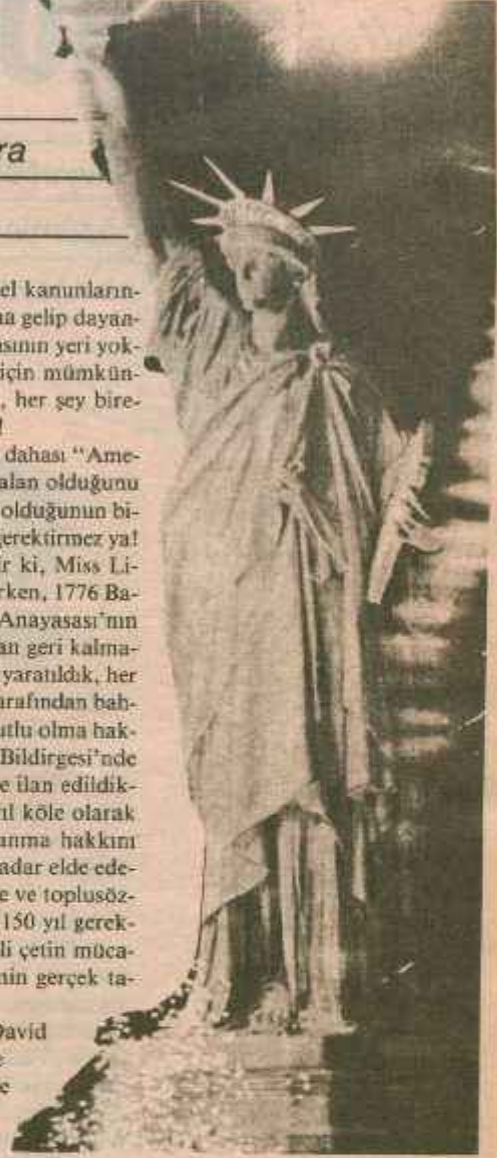 ra
el kanunların-
na gelip dayan-
asının yeri yok-
için mümkün-
, her şey bire-
!
dahası "Ame-
alan olduğunu
olduğunun bi-
gerektirmez ya!
ir ki, Miss Li-
rken, 1776 Ba-
Anayasası'nın
an geri kalma-
yaratıldık, her
arafından bah-
utlu olma hak-
Bildirgesi'nde
e ilan edildik-
ıl köle olarak
anma hakkını
adar elde ede-
e ve toplusöz-
150 yıl gerek-
li çetin müca-
nin gerçek ta-
David
e
e